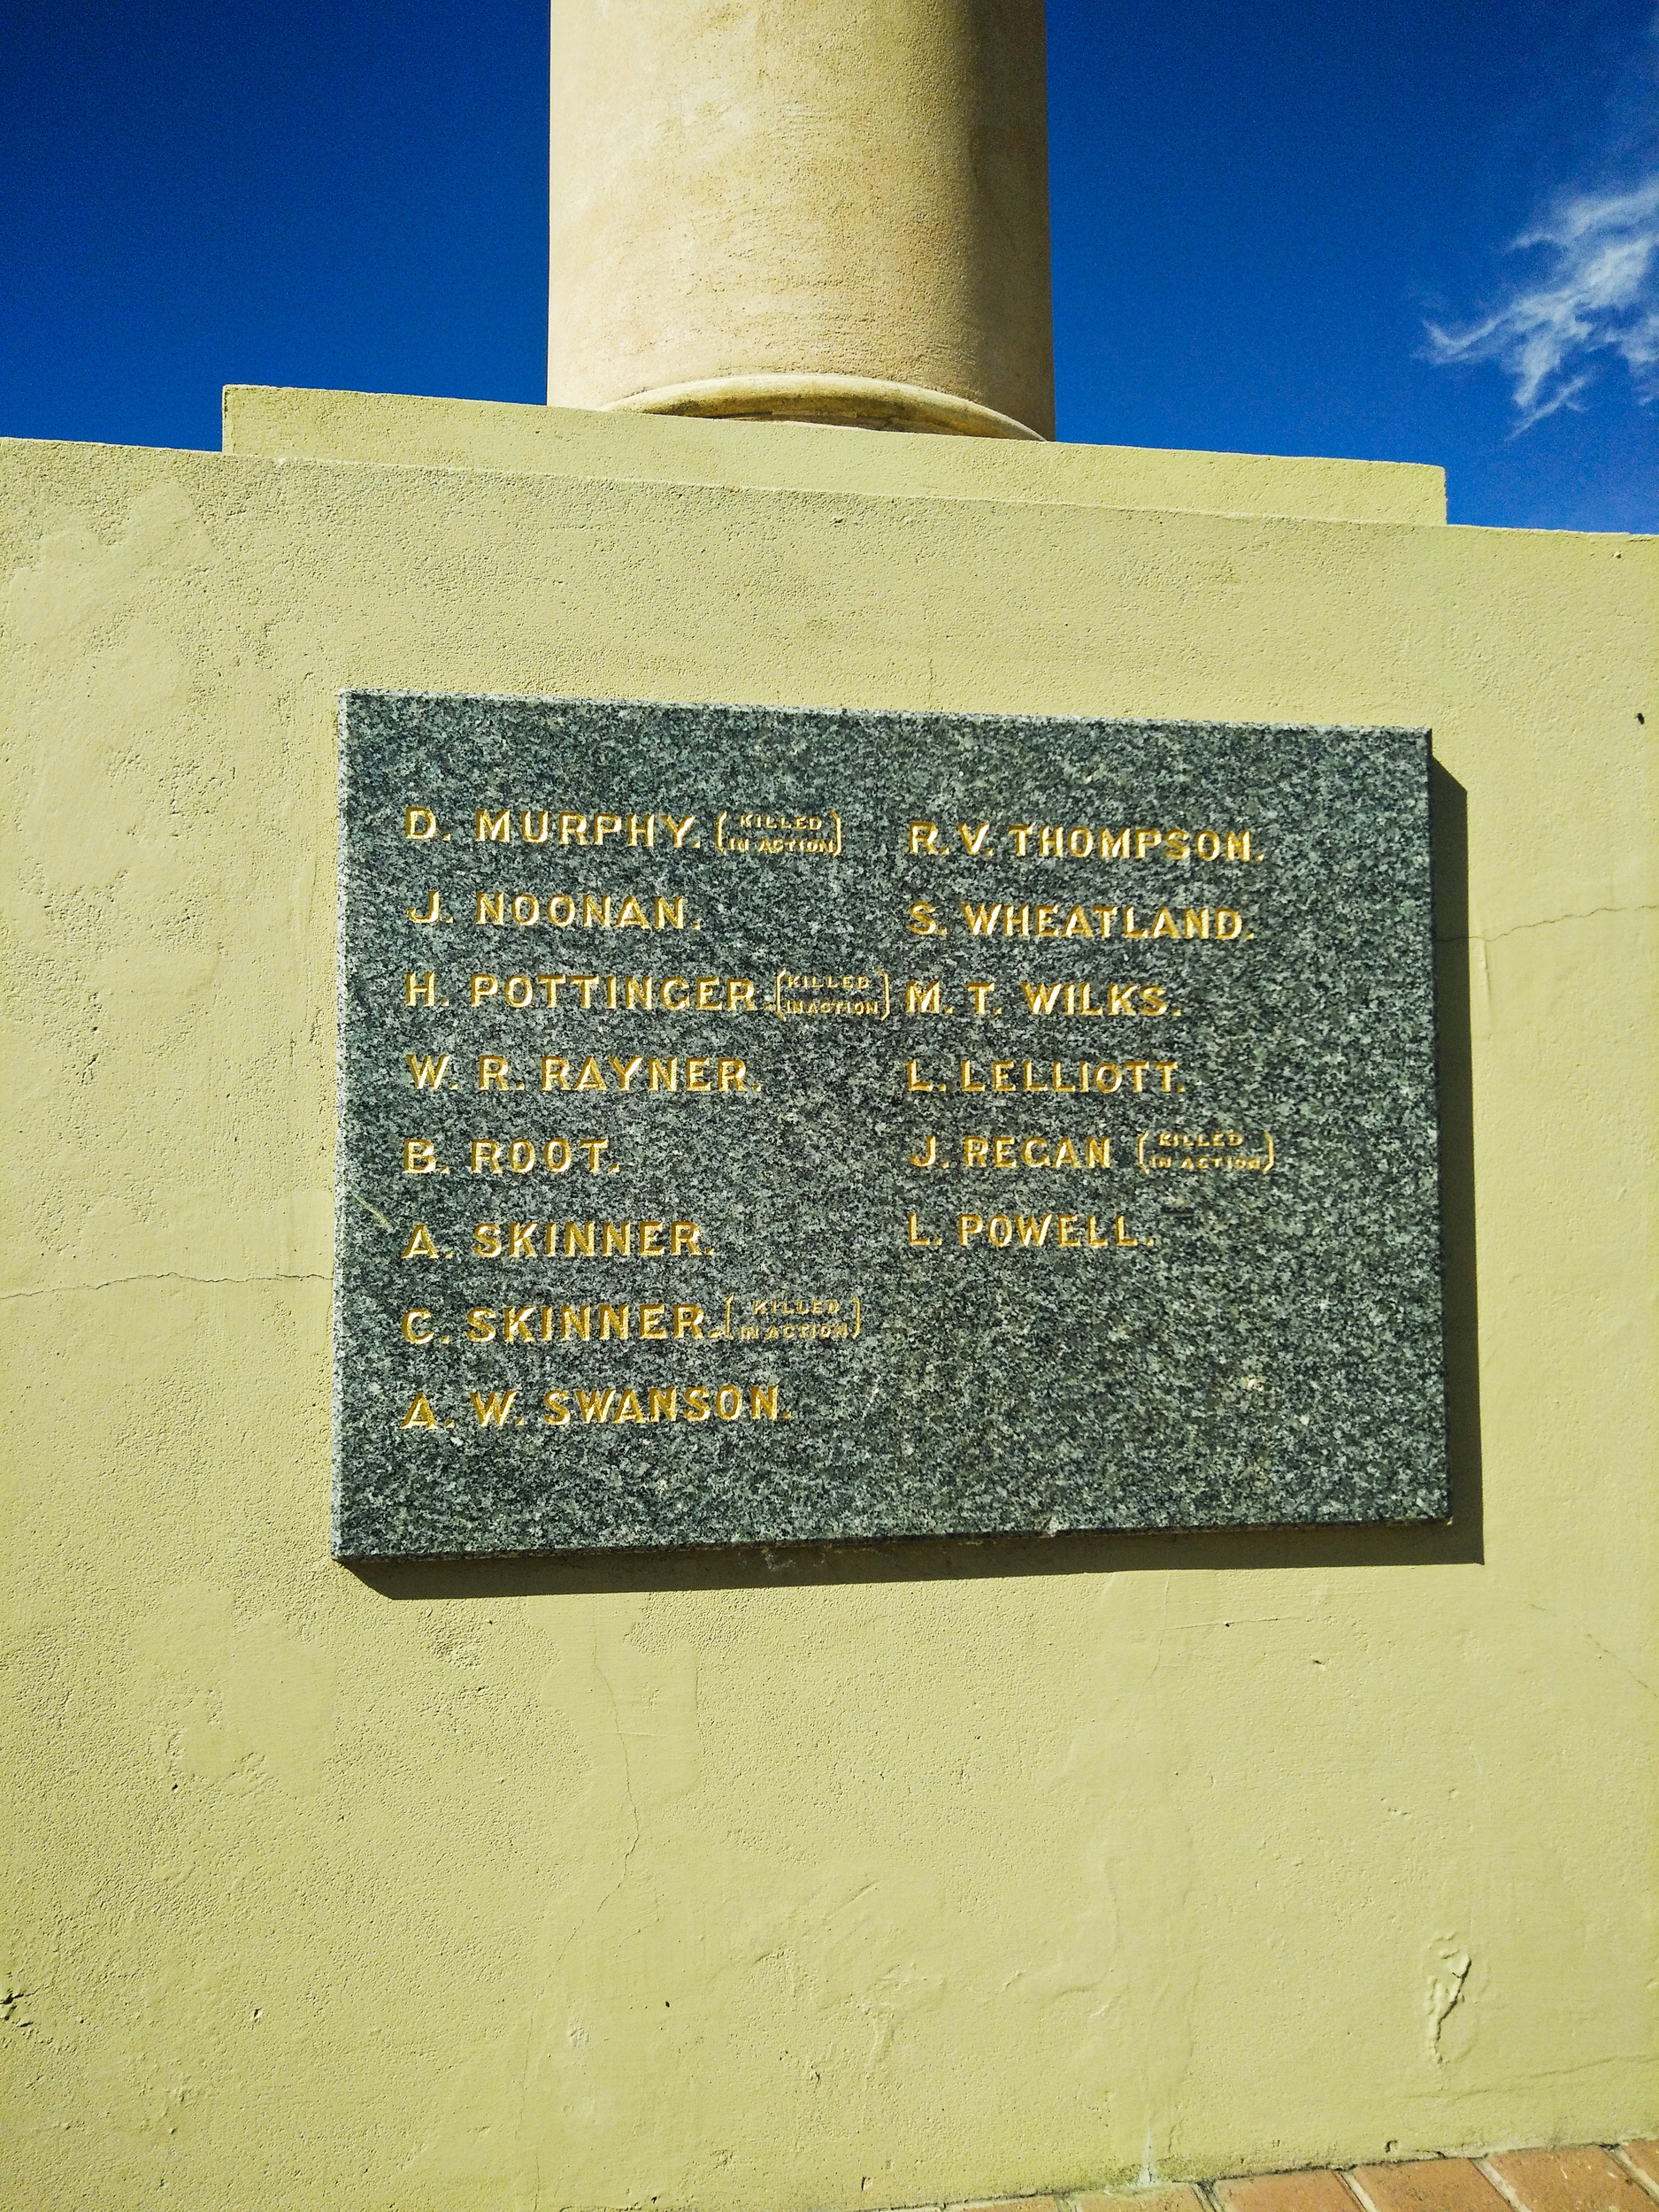 D. MURPHY. (KILLED IN ACTION)
J. NOONAN.
H. POTTINGER. (KILLED IN ACTION)
W. R. RAYNER.
B. ROOT.
A. SKINNER.
C. SKINNER. (KILLED IN ACTION)
A. W. SWANSON.
R. V. THOMPSON.
S. WHEATLAND.
M. T. WILKS.
L. LELLIOTT.
J. REGAN (KILLED IN ACTION)
L. POWELL.